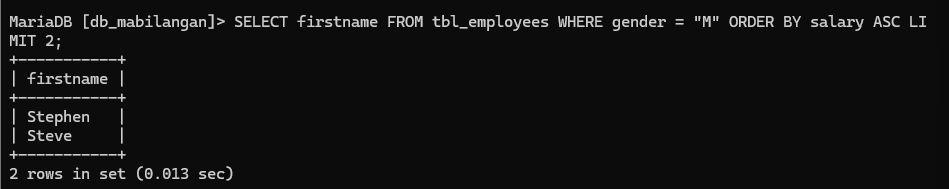 MariaDB [db_mabilangan]> SELECT firstname FROM tbl_employees WHERE gender = "M" ORDER BY salary ASC LI
MIT 2;
+-----------+
| firstname |
+-----------+
| Stephen   |
| Steve     |
+-----------+
2 rows in set (0.013 sec)